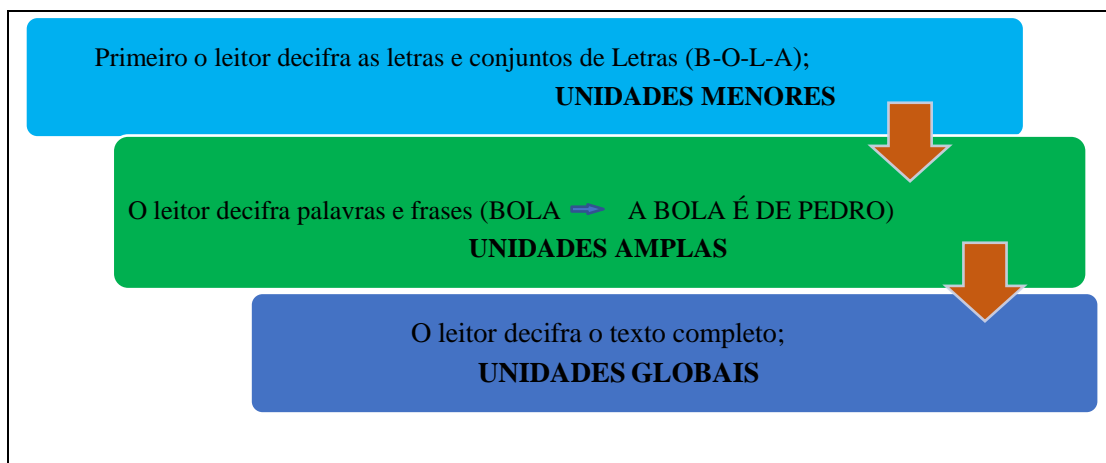 Primeiro o leitor decifra as letras e conjuntos de Letras (B-O-L-A);
UNIDADES MENORES
O leitor decifra palavras e frases (BOLA A BOLA É DE PEDRO)
UNIDADES AMPLAS
O leitor decifra o texto completo;
UNIDADES GLOBAIS